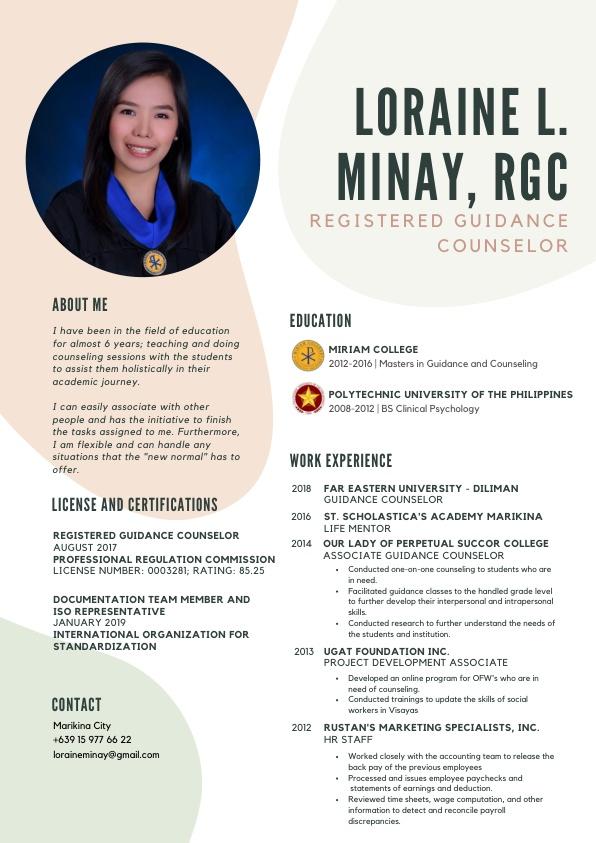 LORAINE L.
MINAY, RGC
REGISTERED GUIDANCE
COUNSELOR
ABOUT ME
I have been in the field of education
for almost 6 years; teaching and doing
counseling sessions with the students
to assist them holistically in their
academic journey.
I can easily associate with other
people and has the initiative to finish
the tasks assigned to me. Furthermore,
I am flexible and can handle any
situations that the "new normal" has to
offer.
LICENSE AND CERTIFICATIONS
REGISTERED GUIDANCE COUNSELOR
AUGUST 2017
PROFESSIONAL REGULATION COMMISSION
LICENSE NUMBER: 0003281; RATING: 85.25
DOCUMENTATION TEAM MEMBER AND
ISO REPRESENTATIVE
JANUARY 2019
INTERNATIONAL ORGANIZATION FOR
STANDARDIZATION
CONTACT
Marikina City
+639 15 977 66 22
loraineminay@gmail.com
EDUCATION
MIRIAM COLLEGE
2012-2016 | Masters in Guidance and Counseling
POLYTECHNIC UNIVERSITY OF THE PHILIPPINES
2008-2012 | BS Clinical Psychology
WORK EXPERIENCE
2018 FAR EASTERN UNIVERSITY - DILIMAN
GUIDANCE COUNSELOR
2016 ST. SCHOLASTICA'S ACADEMY MARIKINA
LIFE MENTOR
2014 OUR LADY OF PERPETUAL SUCCOR COLLEGE
ASSOCIATE GUIDANCE COUNSELOR
• Conducted one-on-one counseling to students who are
in need.
• Facilitated guidance classes to the handled grade level
to further develop their interpersonal and intrapersonal
skills.
• Conducted research to further understand the needs of
the students and institution.
2013 UGAT FOUNDATION INC.
PROJECT DEVELOPMENT ASSOCIATE
• Developed an online program for OFW's who are in
need of counseling.
• Conducted trainings to update the skills of social
workers in Visayas
2012 RUSTAN'S MARKETING SPECIALISTS, INC.
HR STAFF
• Worked closely with the accounting team to release the
back pay of the previous employees
• Processed and issues employee paychecks and
statements of earnings and deduction.
• Reviewed time sheets, wage computation, and other
information to detect and reconcile payroll
discrepancies.